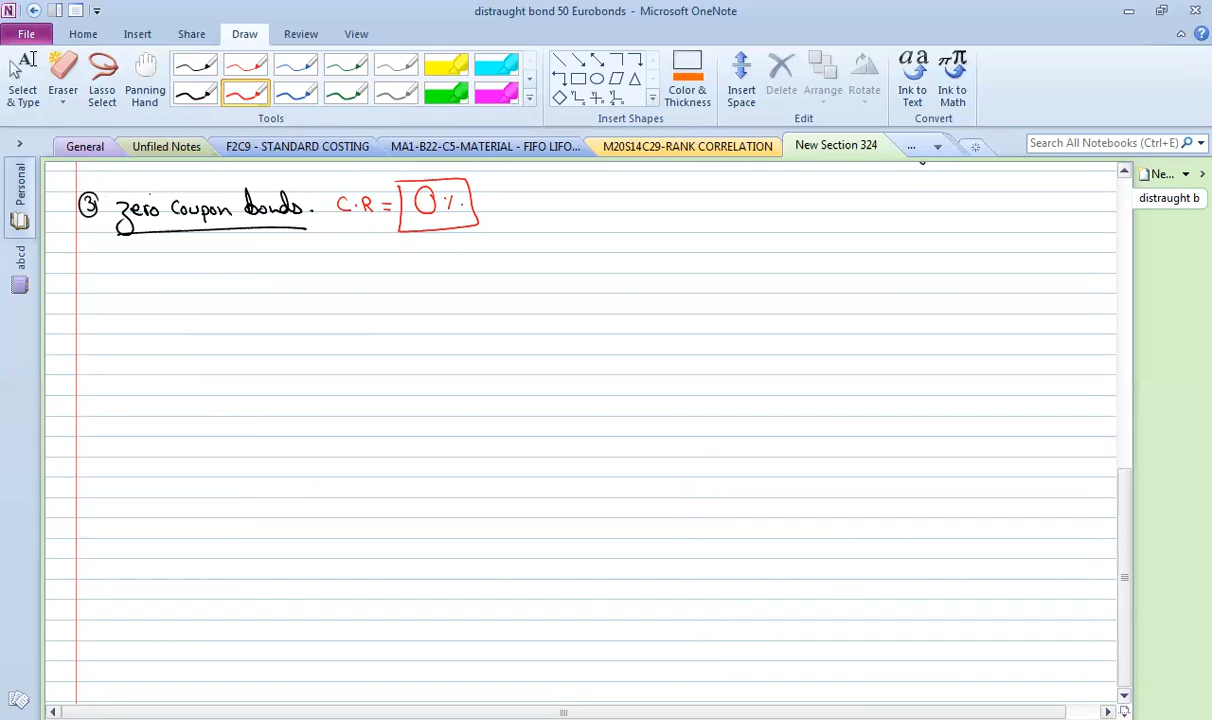 distraught bond 50 Eurobonds - Microsoft OneNote
File Home Insert Share Draw Review View
Select & Type
Eraser
Lasso Select
Panning Hand
Color & Thickness
Insert Space
Delete
Arrange
Rotate
Ink to Text
Ink to Math
Tools
Insert Shapes
Edit
Convert
General
Unfiled Notes
F2C9 - STANDARD COSTING
MA1-B22-C5-MATERIAL - FIFO LIFO...
M20S14C29-RANK CORRELATION
New Section 324
...
Search All Notebooks (Ctrl+E)
Personal
abcd
Ne...
distraught b
③ zero coupon bonds. C.R = 0%.